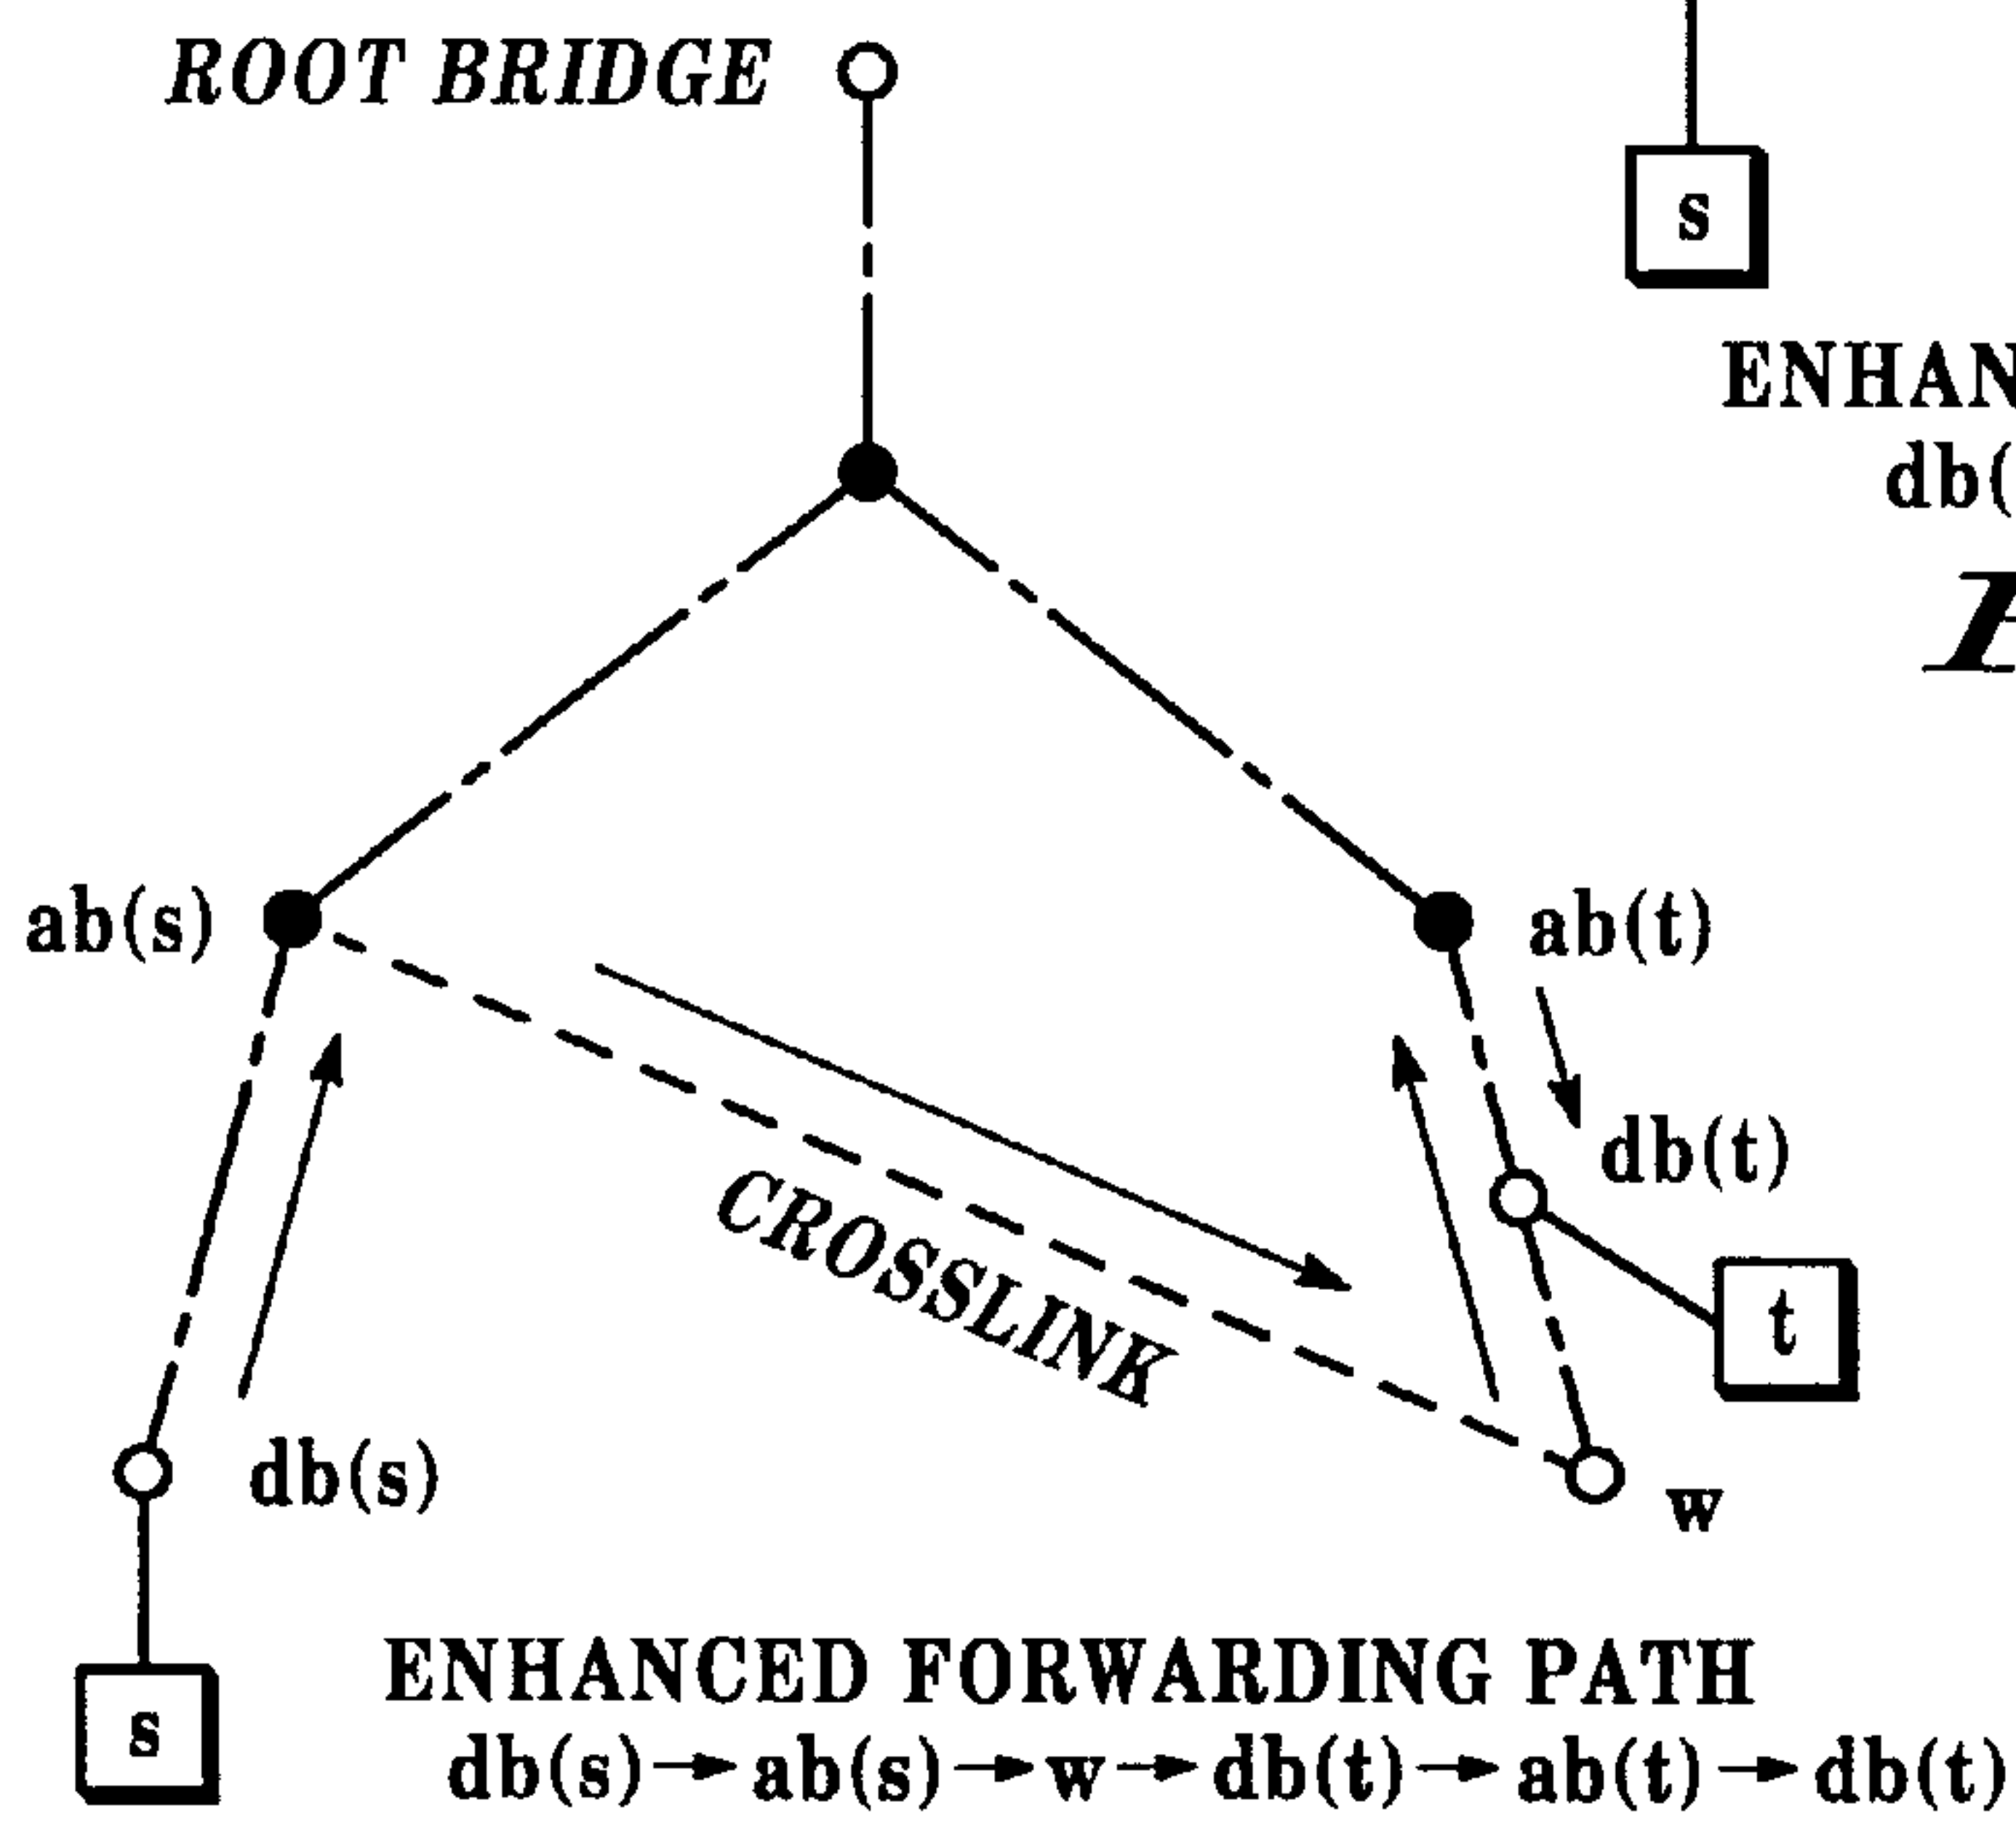 ROOT BRIDGE
s
ENHAN
db(
ab(s)
ab(t)
db(t)
CROSSLINK
t
db(s)
w
s
ENHANCED FORWARDING PATH
db(s)→ab(s)→w→db(t)→ab(t)→db(t)